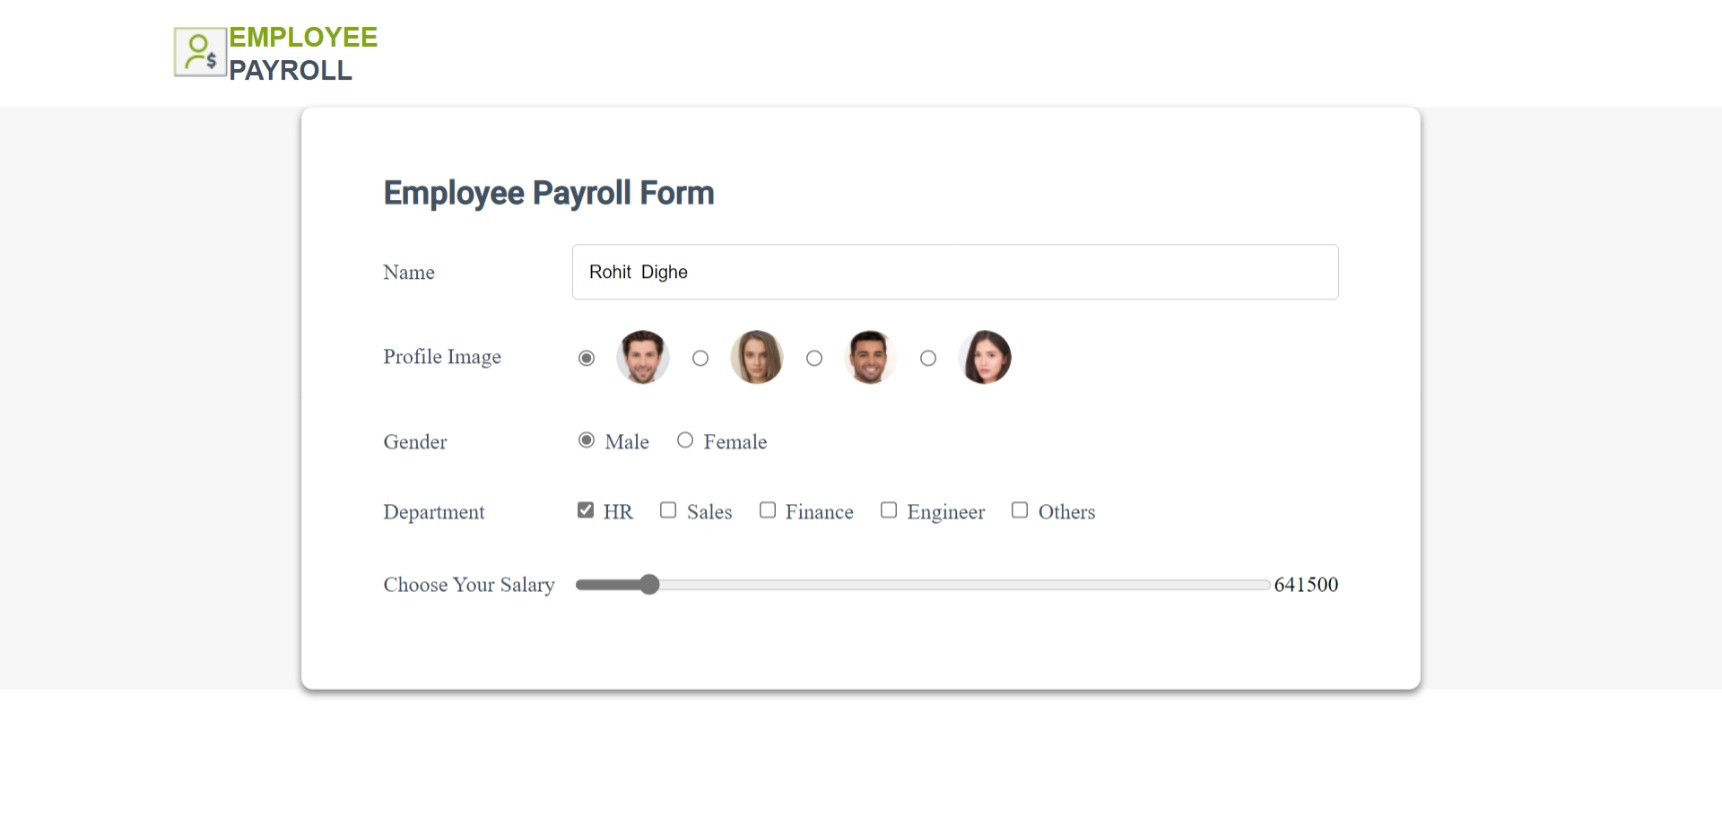 EMPLOYEE
PAYROLL
Employee Payroll Form
Name Rohit  Dighe
Profile Image
Gender Male Female
Department HR Sales Finance Engineer Others
Choose Your Salary 641500